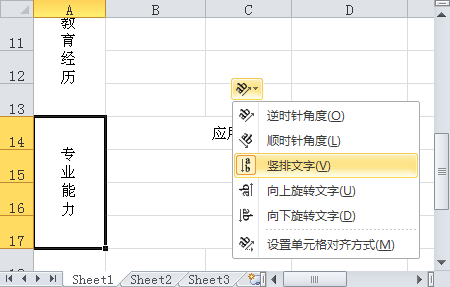 A B C D
11
12
13
14
15
16
17
教育经历
专业能力
应用
逆时针角度(O)
顺时针角度(L)
竖排文字(V)
向上旋转文字(U)
向下旋转文字(D)
设置单元格对齐方式(M)
Sheet1 Sheet2 Sheet3